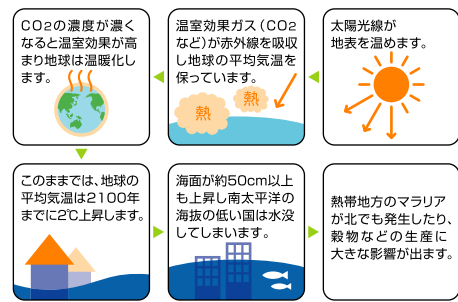 太陽光線が
地表を温めます。
温室効果ガス(CO2
など)が赤外線を吸収
し地球の平均気温を
保っています。
熱
熱
CO2の濃度が濃く
なると温室効果が高
まり地球は温暖化し
ます。
このままでは、地球の
平均気温は2100年
までに2℃上昇します。
海面が約50cm以上
も上昇し南太平洋の
海抜の低い国は水没
してしまいます。
熱帯地方のマラリア
が北でも発生したり、
穀物などの生産に
大きな影響が出ます。